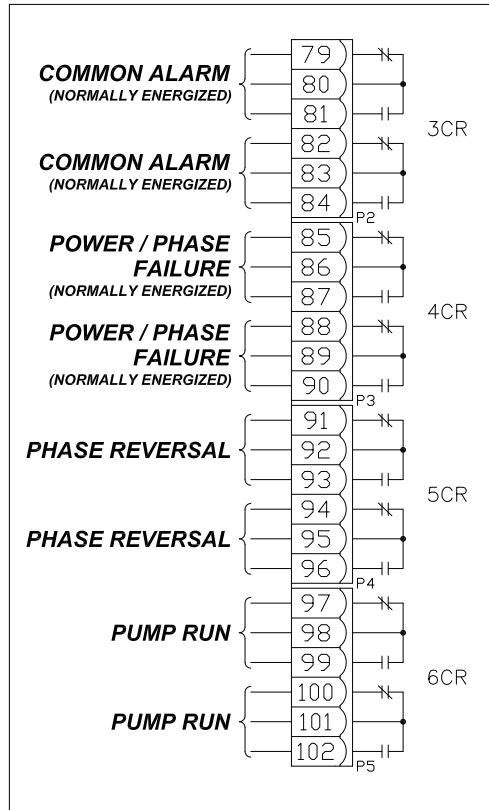 COMMON ALARM
(NORMALLY ENERGIZED)
79
80
81
COMMON ALARM
(NORMALLY ENERGIZED)
82
83
84
3CR
P2
POWER / PHASE
FAILURE
(NORMALLY ENERGIZED)
85
86
87
POWER / PHASE
FAILURE
(NORMALLY ENERGIZED)
88
89
90
4CR
P3
PHASE REVERSAL
91
92
93
PHASE REVERSAL
94
95
96
5CR
P4
PUMP RUN
97
98
99
PUMP RUN
100
101
102
6CR
P5